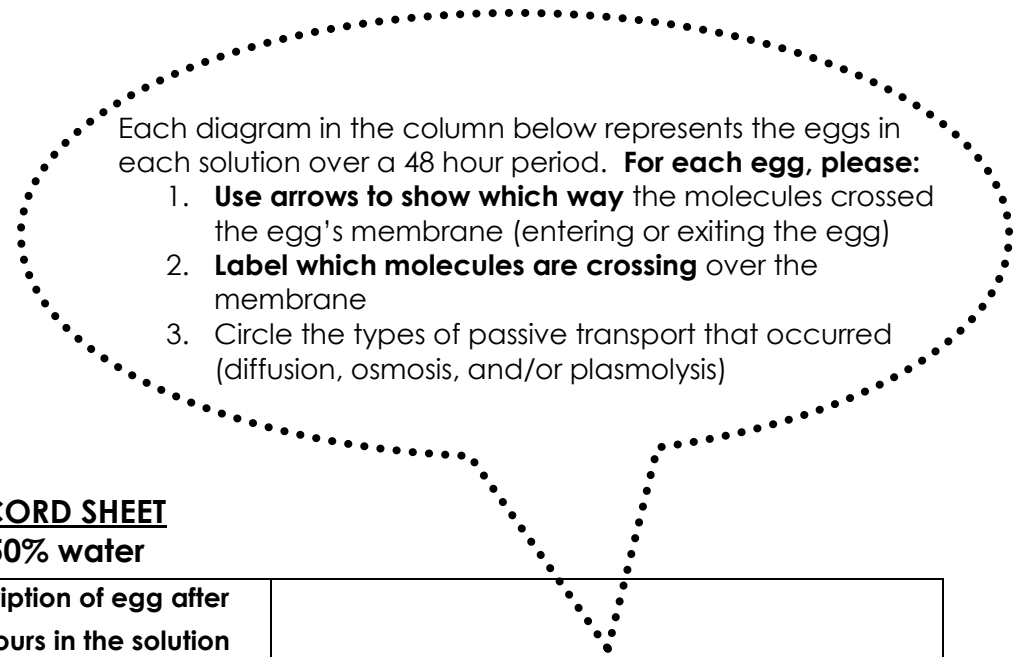 Each diagram in the column below represents the eggs in
each solution over a 48 hour period. For each egg, please:
1. Use arrows to show which way the molecules crossed
the egg's membrane (entering or exiting the egg)
2. Label which molecules are crossing over the
membrane
3. Circle the types of passive transport that occurred
(diffusion, osmosis, and/or plasmolysis)
CORD SHEET
50% water
iption of egg after
ours in the solution